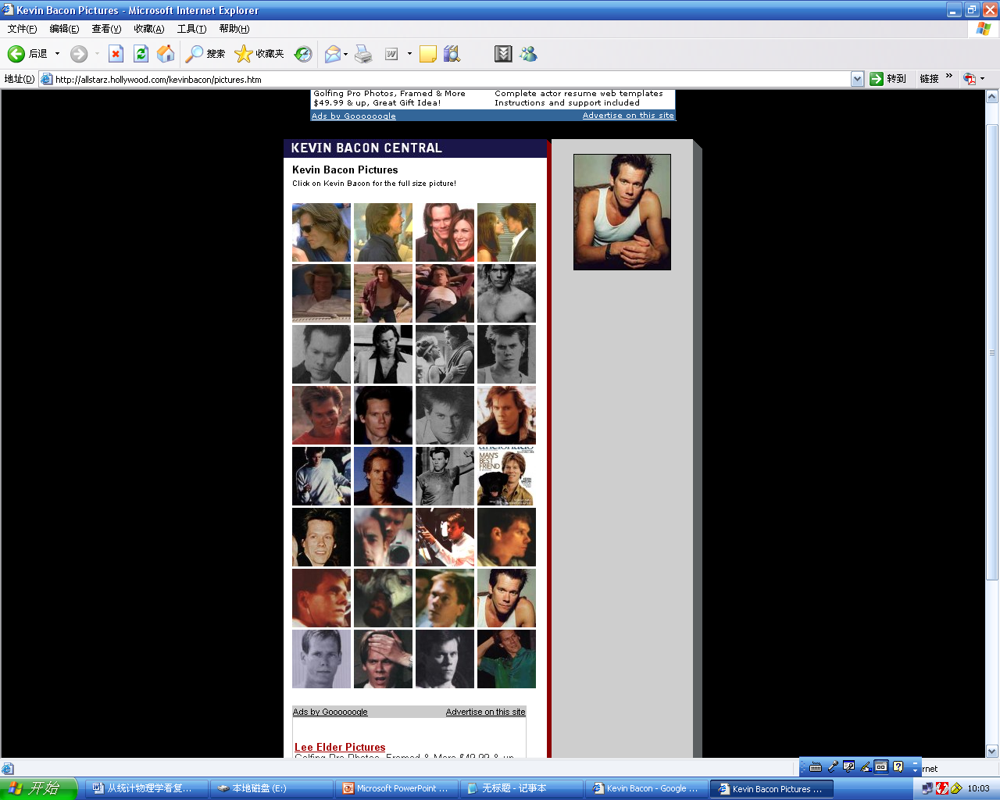 Kevin Bacon Pictures - Microsoft Internet Explorer
文件(F) 编辑(E) 查看(V) 收藏(A) 工具(T) 帮助(H)
后退 搜索 收藏夹
地址(D) http://allstarz.hollywood.com/kevinbacon/pictures.htm 转到 链接 »
Golfing Pro Photos, Framed & More Complete actor resume web templates
$49.99 & up, Great Gift Idea! Instructions and support included
Ads by Goooooogle Advertise on this site
KEVIN BACON CENTRAL
Kevin Bacon Pictures
Click on Kevin Bacon for the full size picture!
MAN'S
BEST
FRIEND
KEVIN
BACON
Ads by Goooooogle Advertise on this site
Lee Elder Pictures
Golfing Pro Photos, Framed & More $49.99 & up
rnet
开始 从统计物理学看复... 本地磁盘 (E:) Microsoft PowerPoint ... 无标题 - 记事本 Kevin Bacon - Google ... Kevin Bacon Pictures ... 10:03